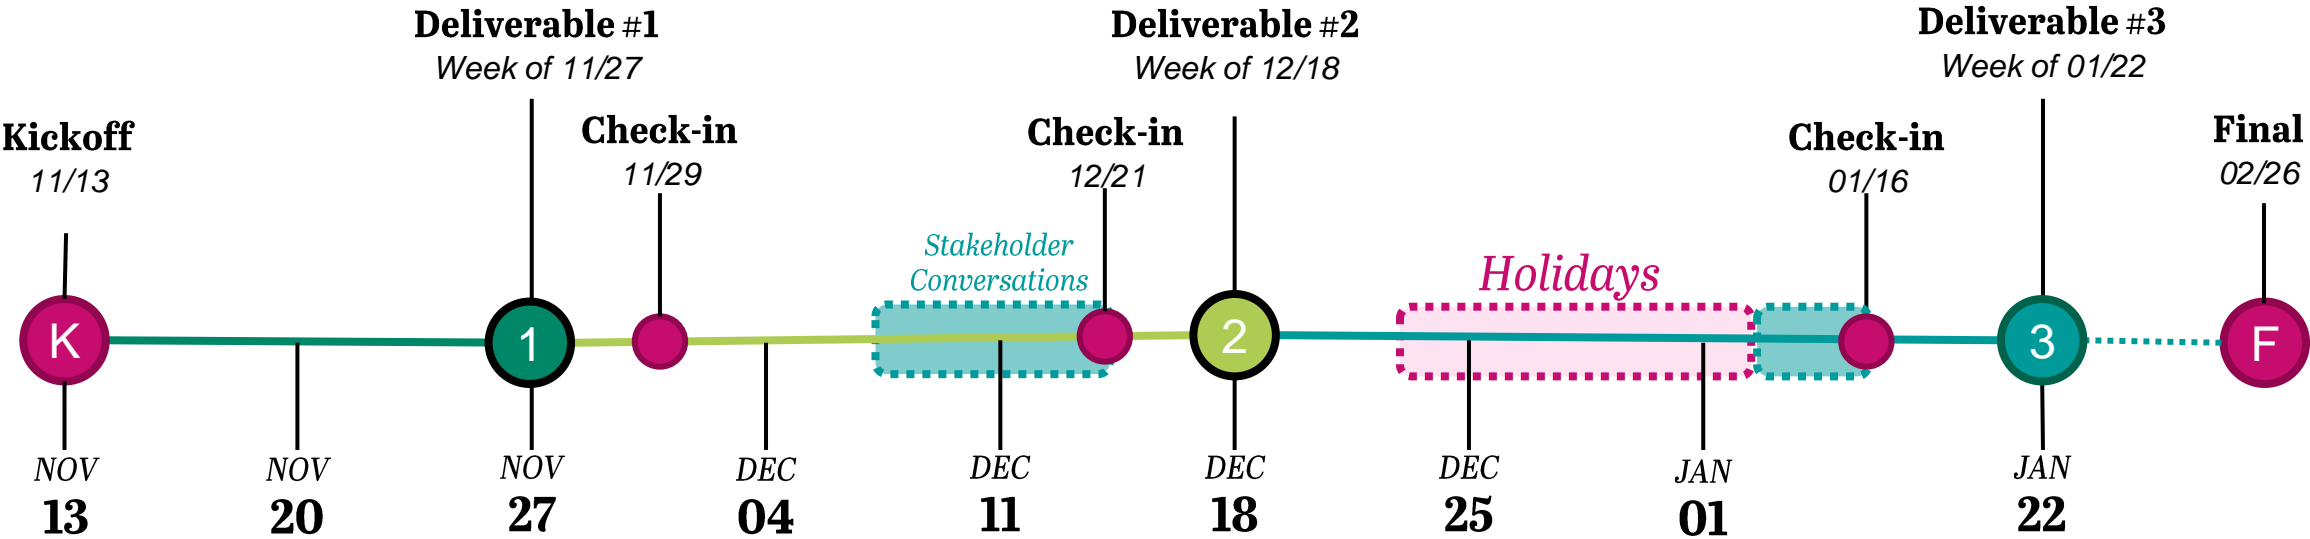 Deliverable #1
Week of 11/27
Deliverable #2
Week of 12/18
Deliverable #3
Week of 01/22
Kickoff
11/13
Check-in
11/29
Check-in
12/21
Check-in
01/16
Final
02/26
Stakeholder
Conversations
Holidays
K
1
2
3
F
NOV
13
NOV
20
NOV
27
DEC
04
DEC
11
DEC
18
DEC
25
JAN
01
JAN
22